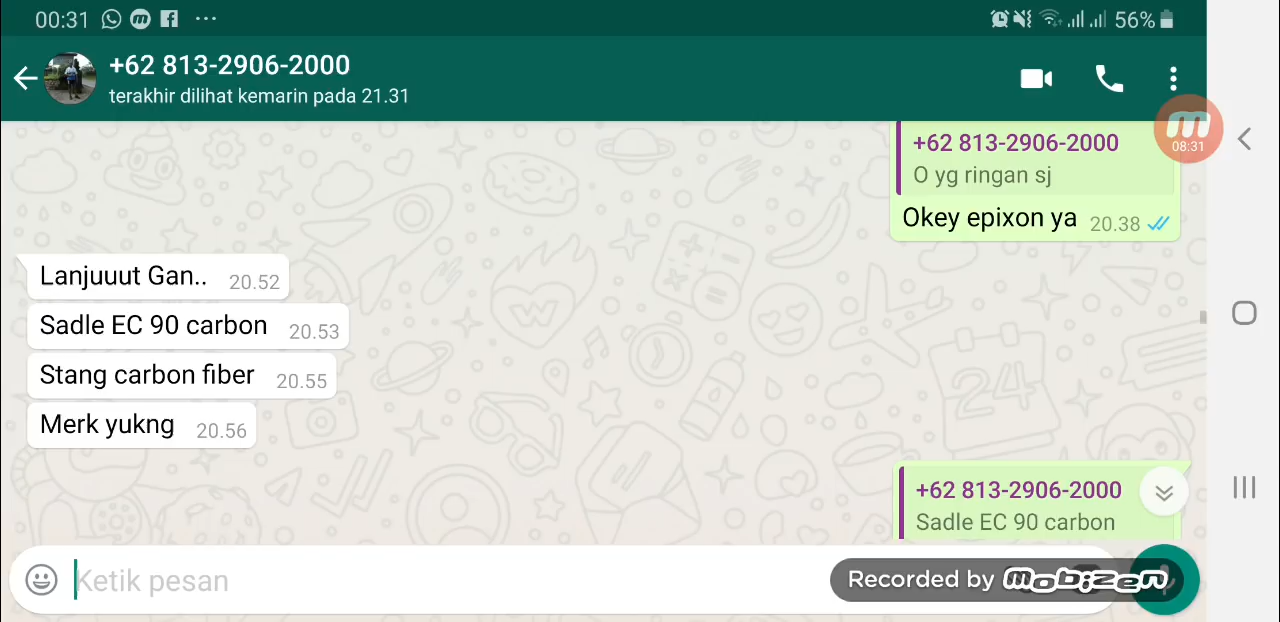 00:31
56%
+62 813-2906-2000
terakhir dilihat kemarin pada 21.31
08:31
+62 813-2906-2000
O yg ringan sj
Okey epixon ya 20.38
Lanjuuut Gan.. 20.52
Sadle EC 90 carbon 20.53
Stang carbon fiber 20.55
Merk yukng 20.56
+62 813-2906-2000
Sadle EC 90 carbon
Ketik pesan
Recorded by mobizen